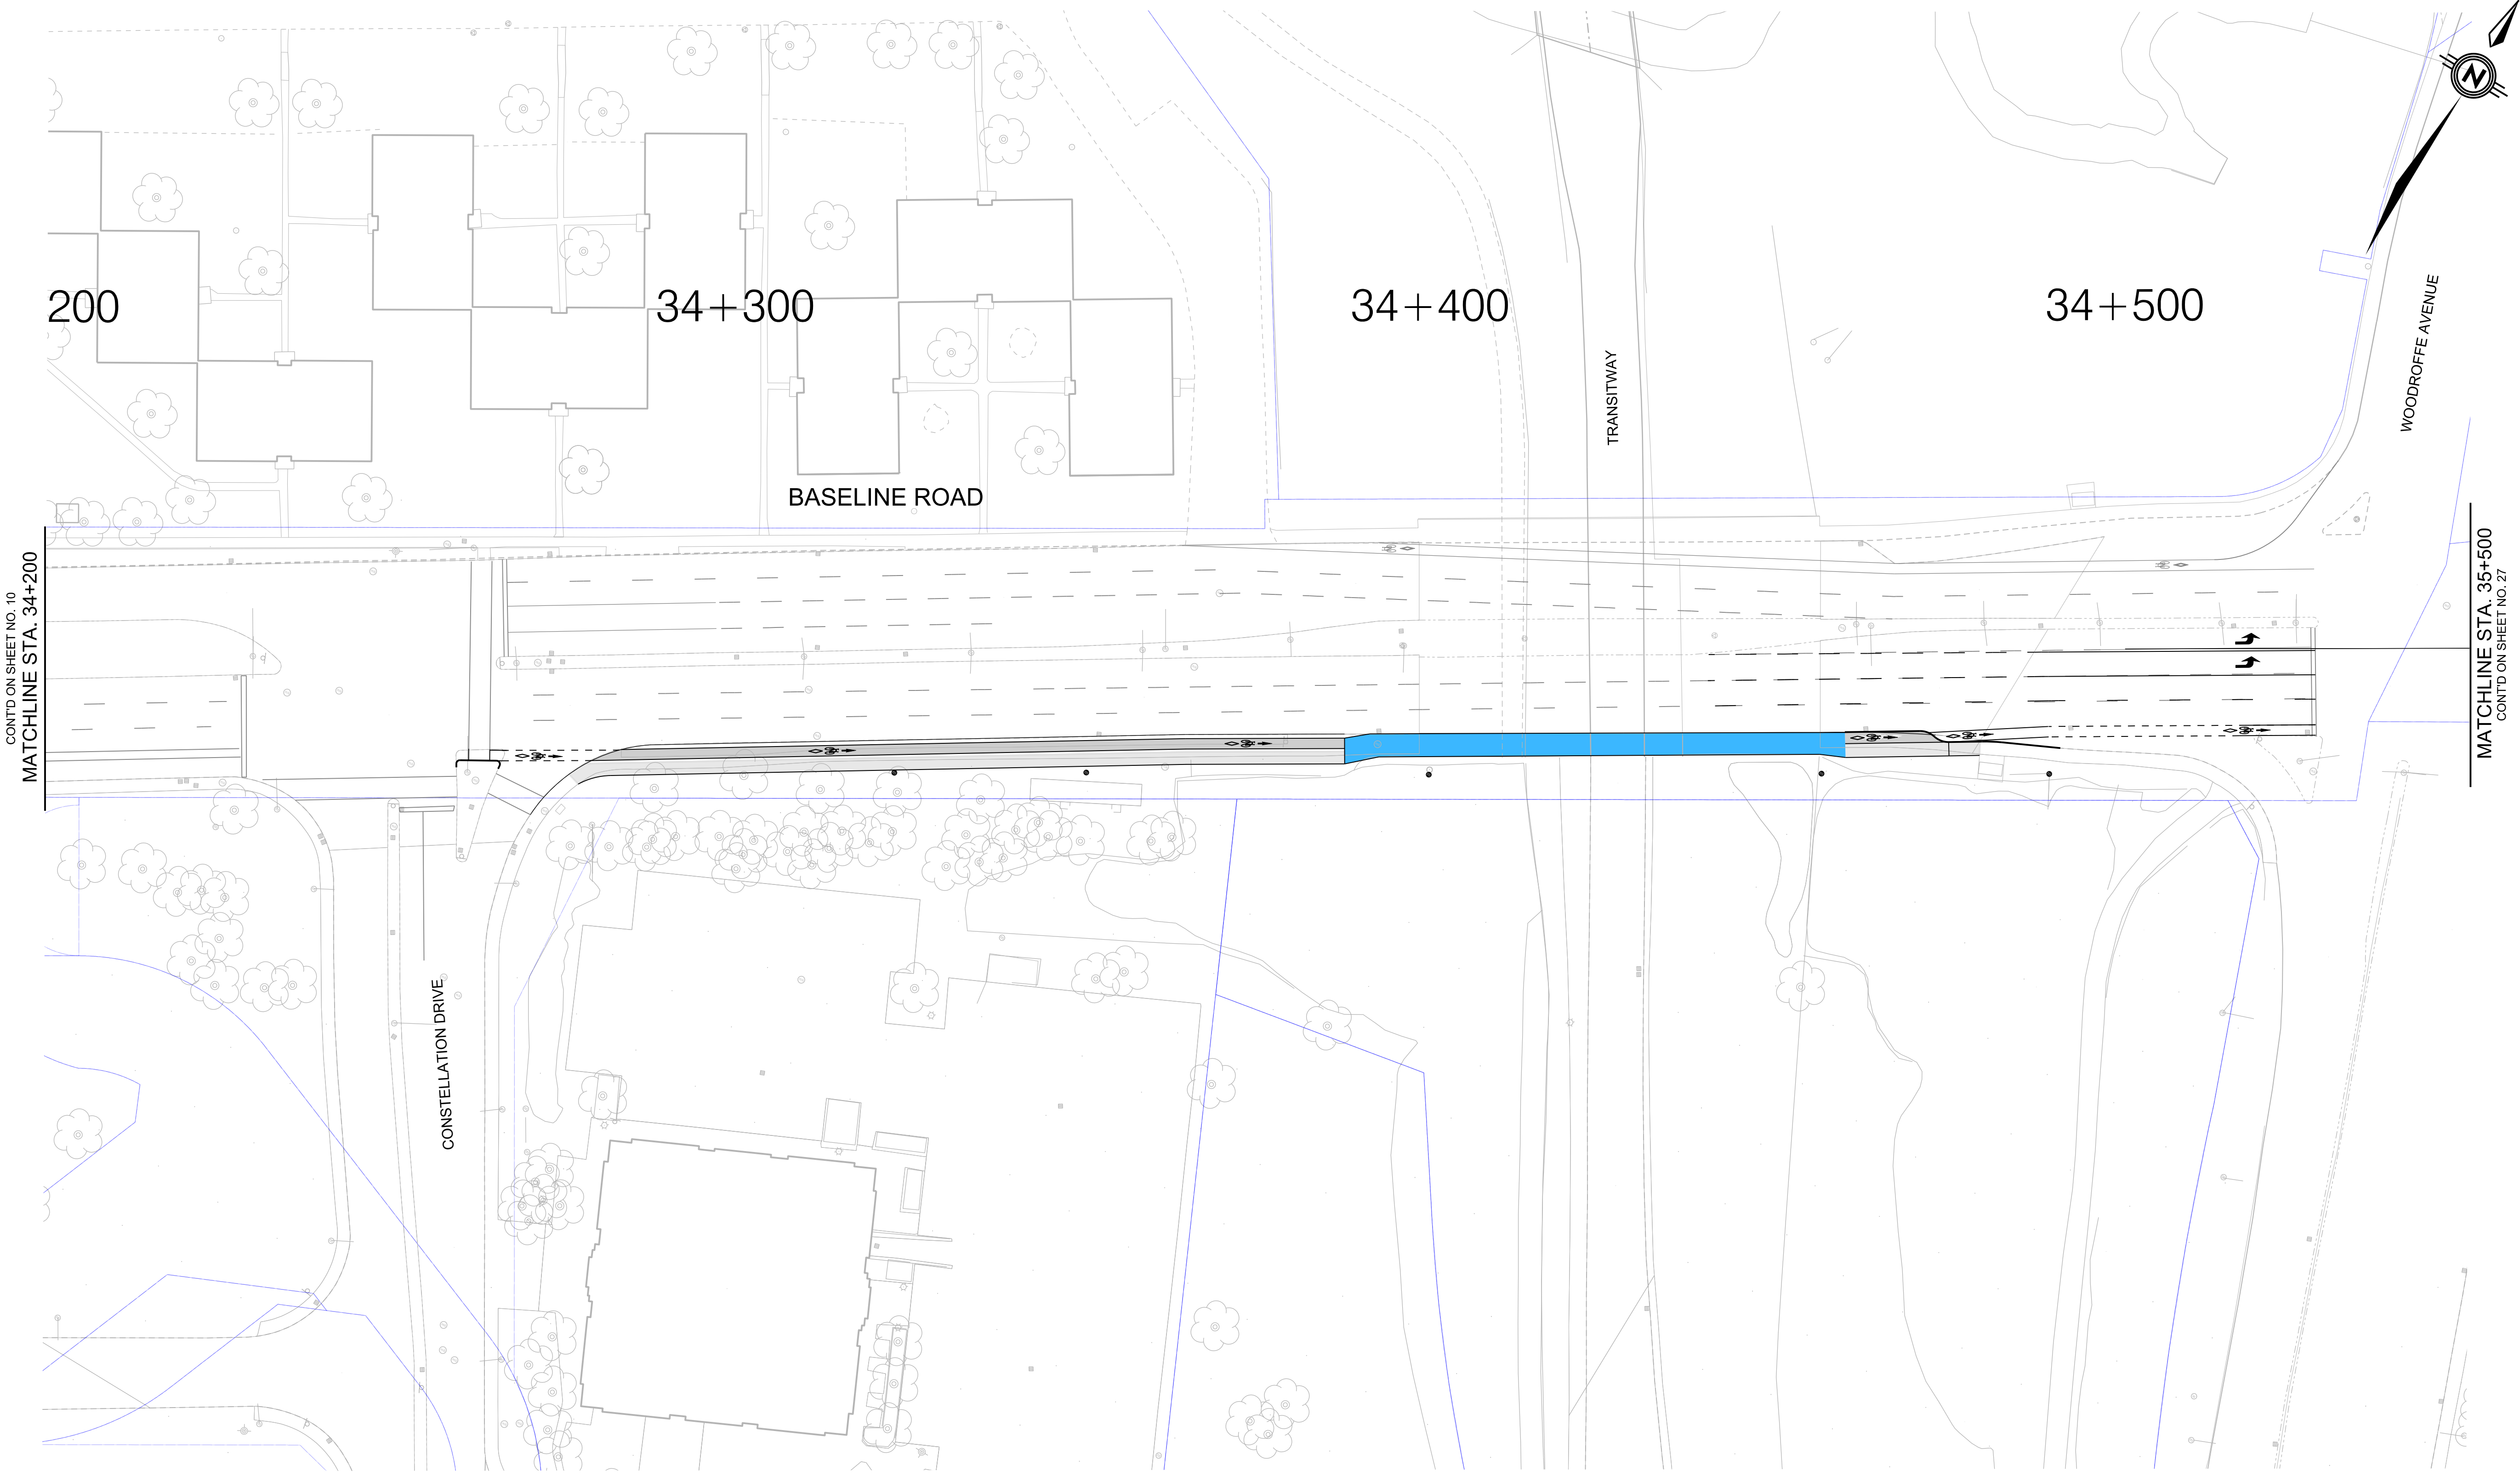 N
200
34+300
34+400
34+500
TRANSITWAY
WOODROFFE AVENUE
BASELINE ROAD
CONT'D ON SHEET NO. 10
MATCHLINE STA. 34+200
MATCHLINE STA. 35+500
CONT'D ON SHEET NO. 27
CONSTELLATION DRIVE